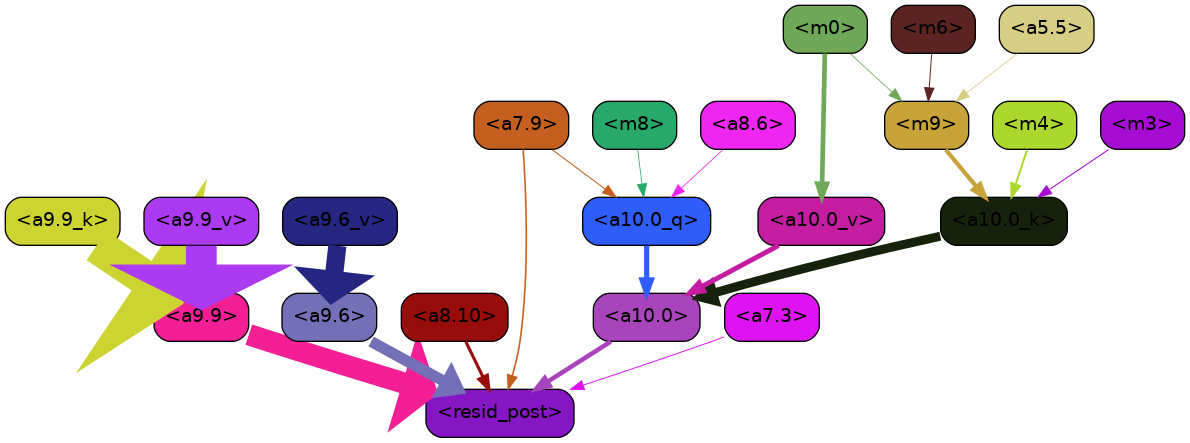 <m0> <m6> <a5.5>
<a7.9> <m8> <a8.6> <m9> <m4> <m3>
<a9.9_k> <a9.9_v> <a9.6_v> <a10.0_q> <a10.0_v> <a10.0_k>
<a9.9> <a9.6> <a8.10> <a10.0> <a7.3>
<resid_post>